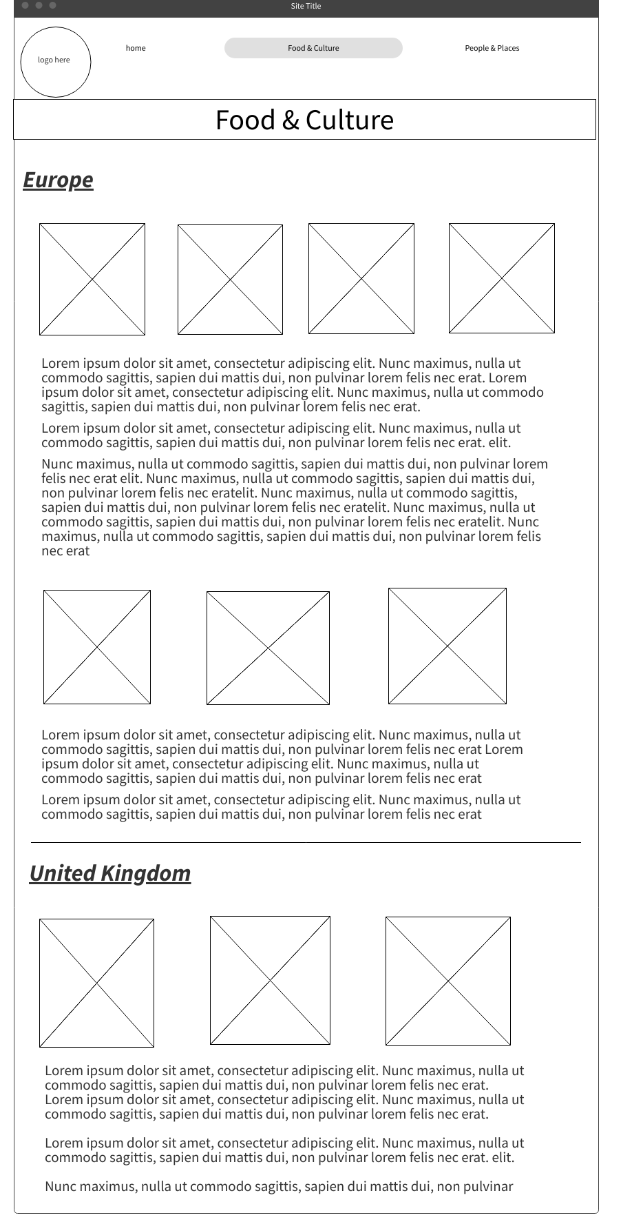 Site Title
logo here
home
Food & Culture
People & Places
Food & Culture
Europe
Lorem ipsum dolor sit amet, consectetur adipiscing elit. Nunc maximus, nulla ut
commodo sagittis, sapien dui mattis dui, non pulvinar lorem felis nec erat. Lorem
ipsum dolor sit amet, consectetur adipiscing elit. Nunc maximus, nulla ut commodo
sagittis, sapien dui mattis dui, non pulvinar lorem felis nec erat.
Lorem ipsum dolor sit amet, consectetur adipiscing elit. Nunc maximus, nulla ut
commodo sagittis, sapien dui mattis dui, non pulvinar lorem felis nec erat. elit.
Nunc maximus, nulla ut commodo sagittis, sapien dui mattis dui, non pulvinar lorem
felis nec erat elit. Nunc maximus, nulla ut commodo sagittis, sapien dui mattis dui,
non pulvinar lorem felis nec eratelit. Nunc maximus, nulla ut commodo sagittis,
sapien dui mattis dui, non pulvinar lorem felis nec eratelit. Nunc maximus, nulla ut
commodo sagittis, sapien dui mattis dui, non pulvinar lorem felis nec eratelit. Nunc
maximus, nulla ut commodo sagittis, sapien dui mattis dui, non pulvinar lorem felis
nec erat
Lorem ipsum dolor sit amet, consectetur adipiscing elit. Nunc maximus, nulla ut
commodo sagittis, sapien dui mattis dui, non pulvinar lorem felis nec erat Lorem
ipsum dolor sit amet, consectetur adipiscing elit. Nunc maximus, nulla ut
commodo sagittis, sapien dui mattis dui, non pulvinar lorem felis nec erat
Lorem ipsum dolor sit amet, consectetur adipiscing elit. Nunc maximus, nulla ut
commodo sagittis, sapien dui mattis dui, non pulvinar lorem felis nec erat
United Kingdom
Lorem ipsum dolor sit amet, consectetur adipiscing elit. Nunc maximus, nulla ut
commodo sagittis, sapien dui mattis dui, non pulvinar lorem felis nec erat.
Lorem ipsum dolor sit amet, consectetur adipiscing elit. Nunc maximus, nulla ut
commodo sagittis, sapien dui mattis dui, non pulvinar lorem felis nec erat.
Lorem ipsum dolor sit amet, consectetur adipiscing elit. Nunc maximus, nulla ut
commodo sagittis, sapien dui mattis dui, non pulvinar lorem felis nec erat. elit.
Nunc maximus, nulla ut commodo sagittis, sapien dui mattis dui, non pulvinar